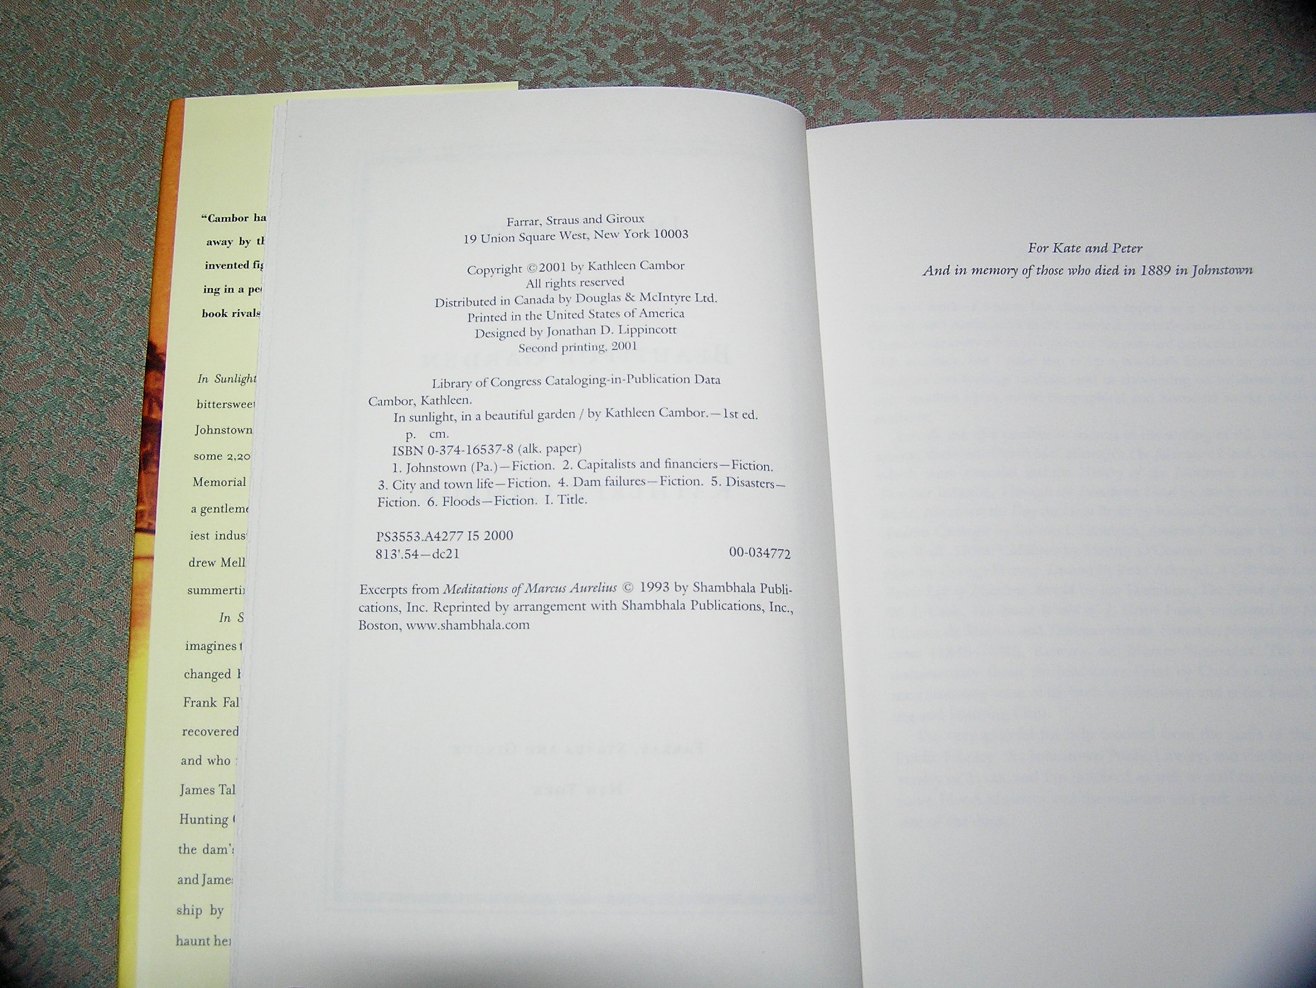 “Cambor ha
away by th
invented fig
ing in a pe
book rivals
In Sunlight
bittersweet
Johnstown
some 2,20
Memorial
a gentleme
iest indus
drew Mell
summerti
In S
imagines t
changed h
Frank Fal
recovered
and who
James Tal
Hunting
the dam's
and James
ship by
haunt her
Farrar, Straus and Giroux
19 Union Square West, New York 10003
Copyright ©2001 by Kathleen Cambor
All rights reserved
Distributed in Canada by Douglas & McIntyre Ltd.
Printed in the United States of America
Designed by Jonathan D. Lippincott
Second printing, 2001
Library of Congress Cataloging-in-Publication Data
Cambor, Kathleen.
In sunlight, in a beautiful garden / by Kathleen Cambor.—1st ed.
p. cm.
ISBN 0-374-16537-8 (alk. paper)
1. Johnstown (Pa.)—Fiction. 2. Capitalists and financiers—Fiction.
3. City and town life—Fiction. 4. Dam failures—Fiction. 5. Disasters—
Fiction. 6. Floods—Fiction. I. Title.
PS3553.A4277 I5 2000
813'.54—dc21 00-034772
Excerpts from Meditations of Marcus Aurelius © 1993 by Shambhala Publi-
cations, Inc. Reprinted by arrangement with Shambhala Publications, Inc.,
Boston, www.shambhala.com
For Kate and Peter
And in memory of those who died in 1889 in Johnstown